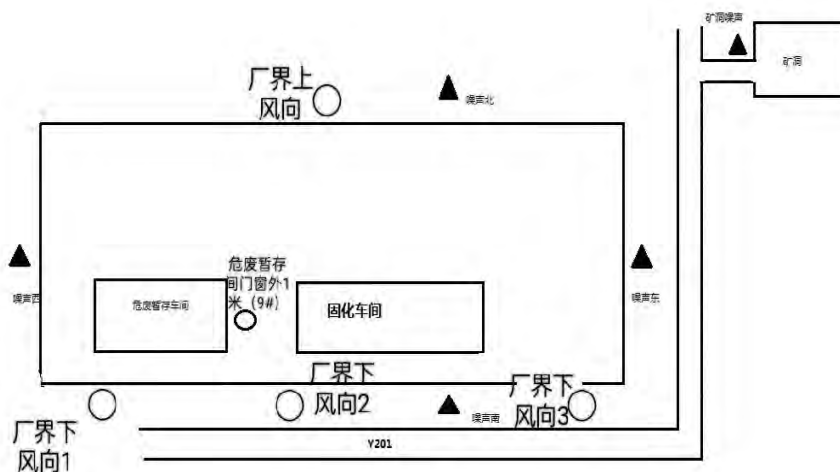 矿洞噪声
矿洞
厂界上
风向
噪声北
危废暂存
间门窗外1
米（9#）
噪声西
危废暂存车间
固化车间
噪声东
厂界下
风向2
厂界下
风向3
噪声南
厂界下
风向1
Y201